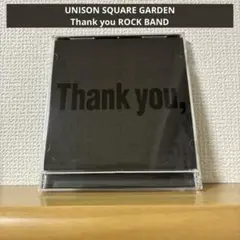 UNISON SQUARE GARDEN
Thank you ROCK BAND
Thank you,